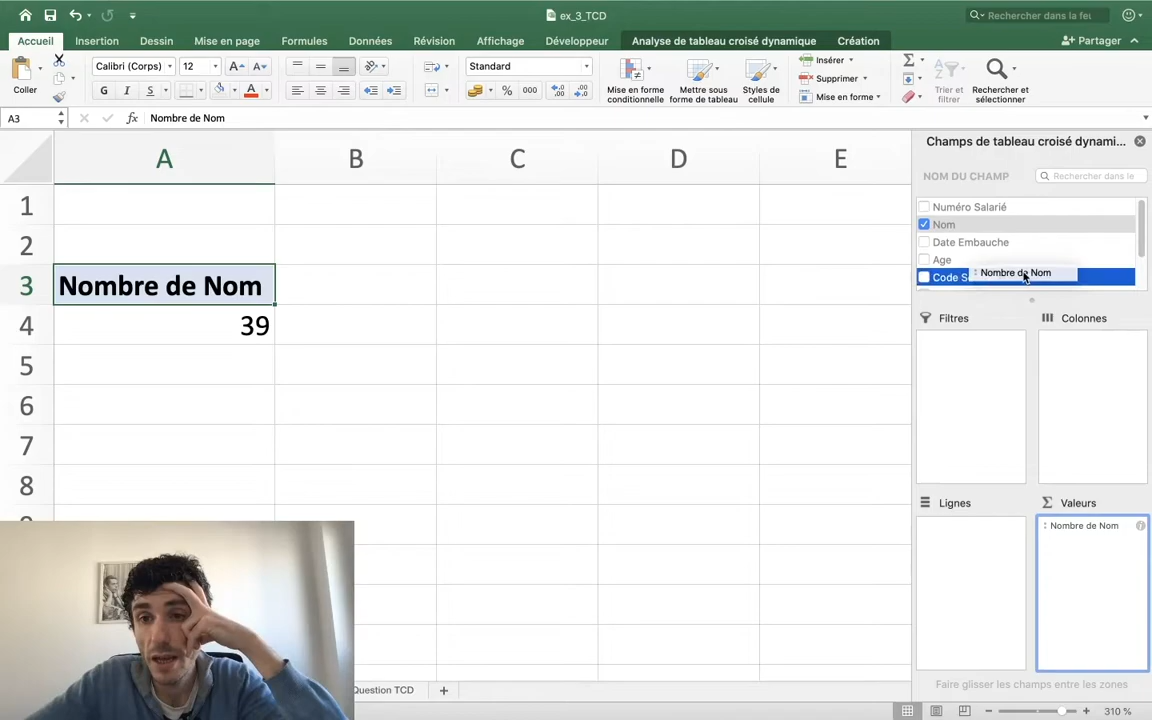 ex_3_TCD
Rechercher dans la feu
Accueil Insertion Dessin Mise en page Formules Données Révision Affichage Développeur Analyse de tableau croisé dynamique Création Partager
Coller
Calibri (Corps) 12
G I S
Standard
% 000
Mise en forme conditionnelle
Mettre sous forme de tableau
Styles de cellule
Insérer
Supprimer
Mise en forme
Trier et filtrer
Rechercher et sélectionner
A3 fx Nombre de Nom
A B C D E
1
2
3 Nombre de Nom
4 39
5
6
7
8
Question TCD
Champs de tableau croisé dynami...
NOM DU CHAMP Rechercher dans le
Numéro Salarié
Nom
Date Embauche
Age
Code
Nombre de Nom
Filtres Colonnes
Lignes Valeurs
Nombre de Nom
Faire glisser les champs entre les zones
310 %